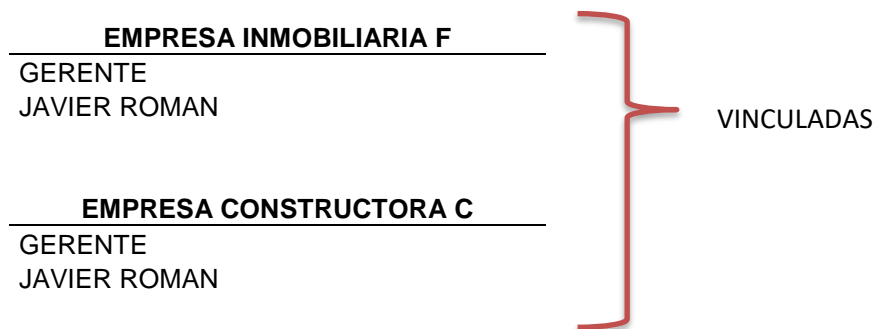 EMPRESA INMOBILIARIA F
GERENTE
JAVIER ROMAN
VINCULADAS
EMPRESA CONSTRUCTORA C
GERENTE
JAVIER ROMAN